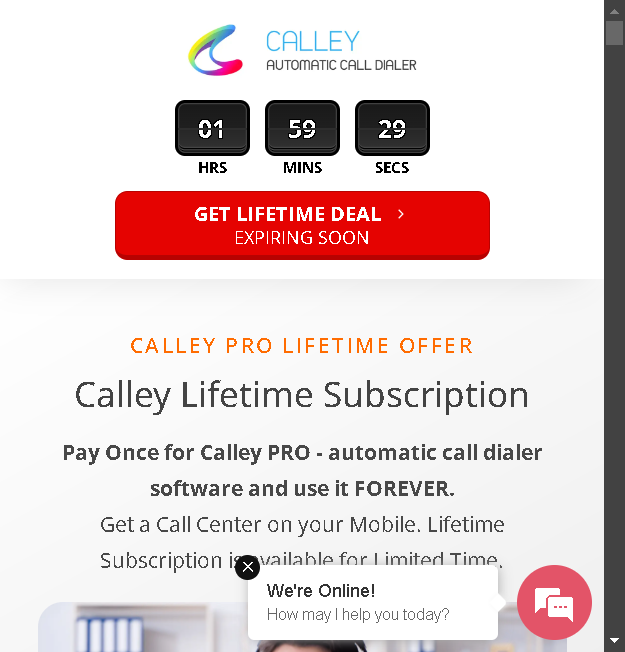 CALLEY
AUTOMATIC CALL DIALER
01 59 29
HRS MINS SECS
GET LIFETIME DEAL
EXPIRING SOON
CALLEY PRO LIFETIME OFFER
Calley Lifetime Subscription
Pay Once for Calley PRO - automatic call dialer
software and use it FOREVER.
Get a Call Center on your Mobile. Lifetime
Subscription is available for Limited Time.
We're Online!
How may I help you today?